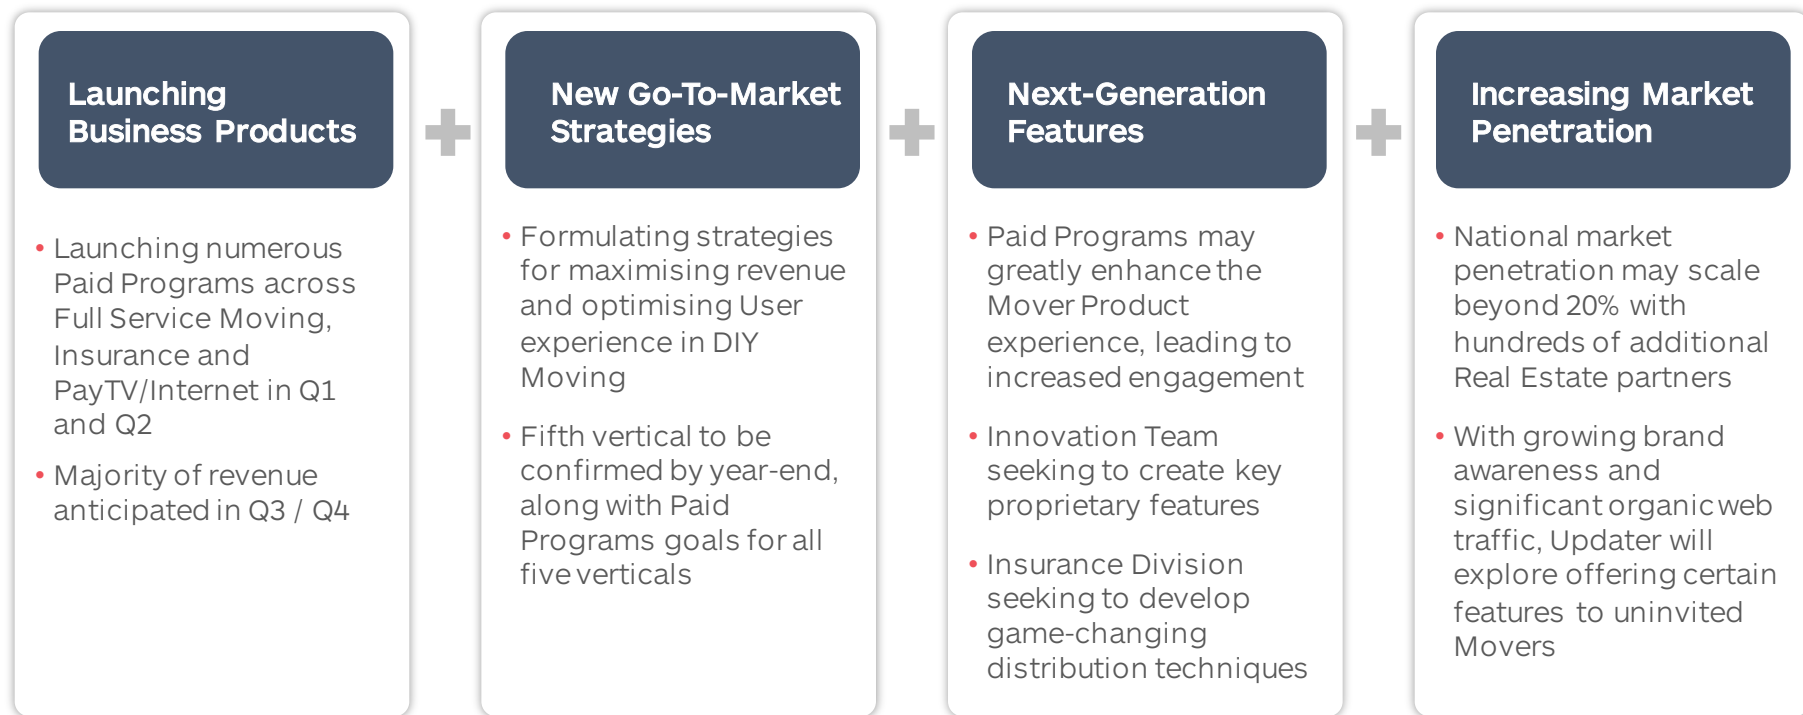 Launching
Business Products
• Launching numerous
Paid Programs across
Full Service Moving,
Insurance and
PayTV/Internet in Q1
and Q2
• Majority of revenue
anticipated in Q3 / Q4
New Go-To-Market
Strategies
• Formulating strategies
for maximising revenue
and optimising User
experience in DIY
Moving
• Fifth vertical to be
confirmed by year-end,
along with Paid
Programs goals for all
five verticals
Next-Generation
Features
• Paid Programs may
greatly enhance the
Mover Product
experience, leading to
increased engagement
• Innovation Team
seeking to create key
proprietary features
• Insurance Division
seeking to develop
game-changing
distribution techniques
Increasing Market
Penetration
• National market
penetration may scale
beyond 20% with
hundreds of additional
Real Estate partners
• With growing brand
awareness and
significant organic web
traffic, Updater will
explore offering certain
features to uninvited
Movers